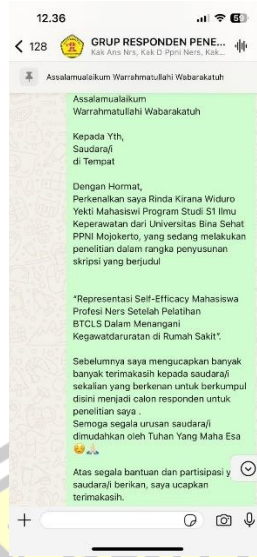 12.36
128
GRUP RESPONDEN PENE...
Kak Ans Nrs, Kak D Ppni Ners, Kak...
Assalamualaikum Warrahmatullahi Wabarakatuh
Assalamualaikum
Warrahmatullahi Wabarakatuh
Kepada Yth,
Saudara/i
di Tempat
Dengan Hormat,
Perkenalkan saya Rinda Kirana Widuro
Yekti Mahasiswi Program Studi S1 Ilmu
Keperawatan dari Universitas Bina Sehat
PPNI Mojokerto, yang sedang melakukan
penelitian dalam rangka penyusunan
skripsi yang berjudul
"Representasi Self-Efficacy Mahasiswa
Profesi Ners Setelah Pelatihan
BTCLS Dalam Menangani
Kegawatdaruratan di Rumah Sakit".
Sebelumnya saya mengucapkan banyak
banyak terimakasih kepada saudara/i
sekalian yang berkenan untuk berkumpul
disini menjadi calon responden untuk
penelitian saya .
Semoga segala urusan saudara/i
dimudahkan oleh Tuhan Yang Maha Esa
Atas segala bantuan dan partisipasi y
saudara/i berikan, saya ucapkan
terimakasih.